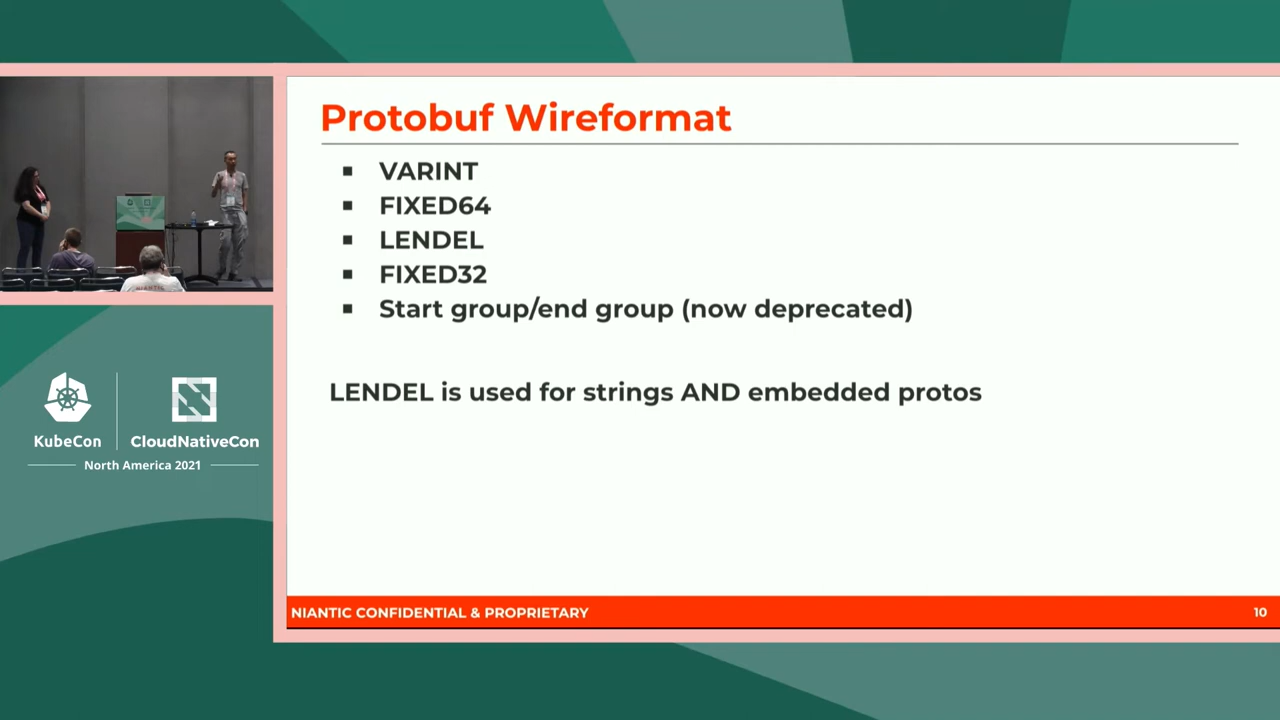 Protobuf Wireformat
VARINT
FIXED64
LENDEL
FIXED32
Start group/end group (now deprecated)
LENDEL is used for strings AND embedded protos
KubeCon
CloudNativeCon
North America 2021
NIANTIC CONFIDENTIAL & PROPRIETARY
10
NIANTIC